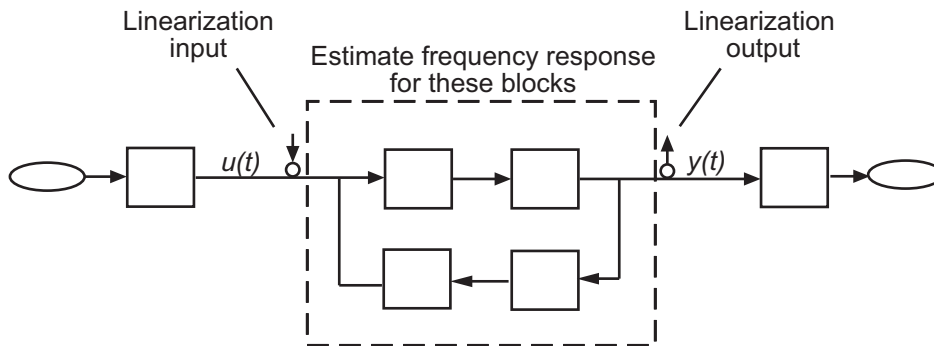 Linearization
input
Estimate frequency response
for these blocks
Linearization
output
u(t)
y(t)